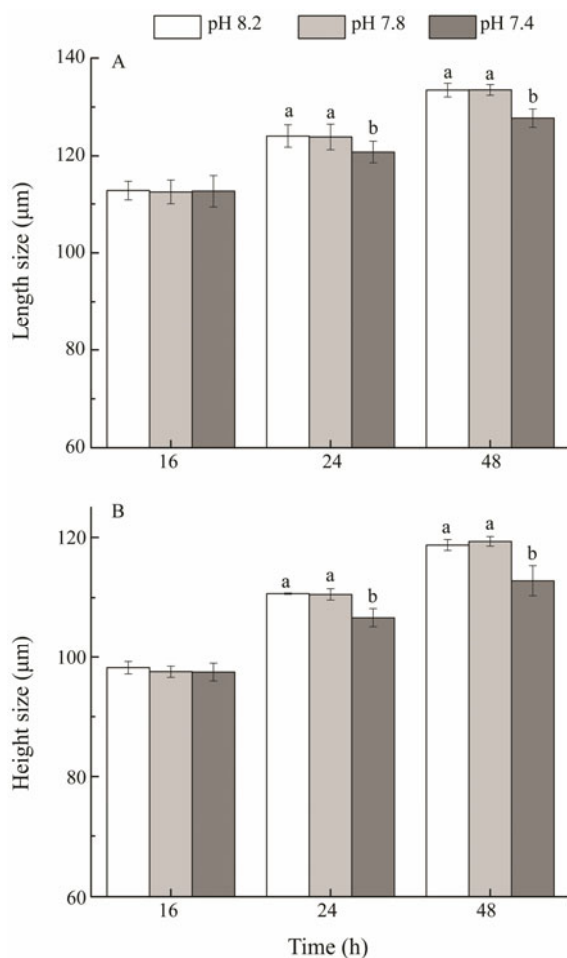 pH 8.2 pH 7.8 pH 7.4
A
140
120
100
80
60
Length size (μm)
a a b
a a b
16 24 48
B
120
100
80
60
Height size (μm)
a a b
a a b
16 24 48
Time (h)